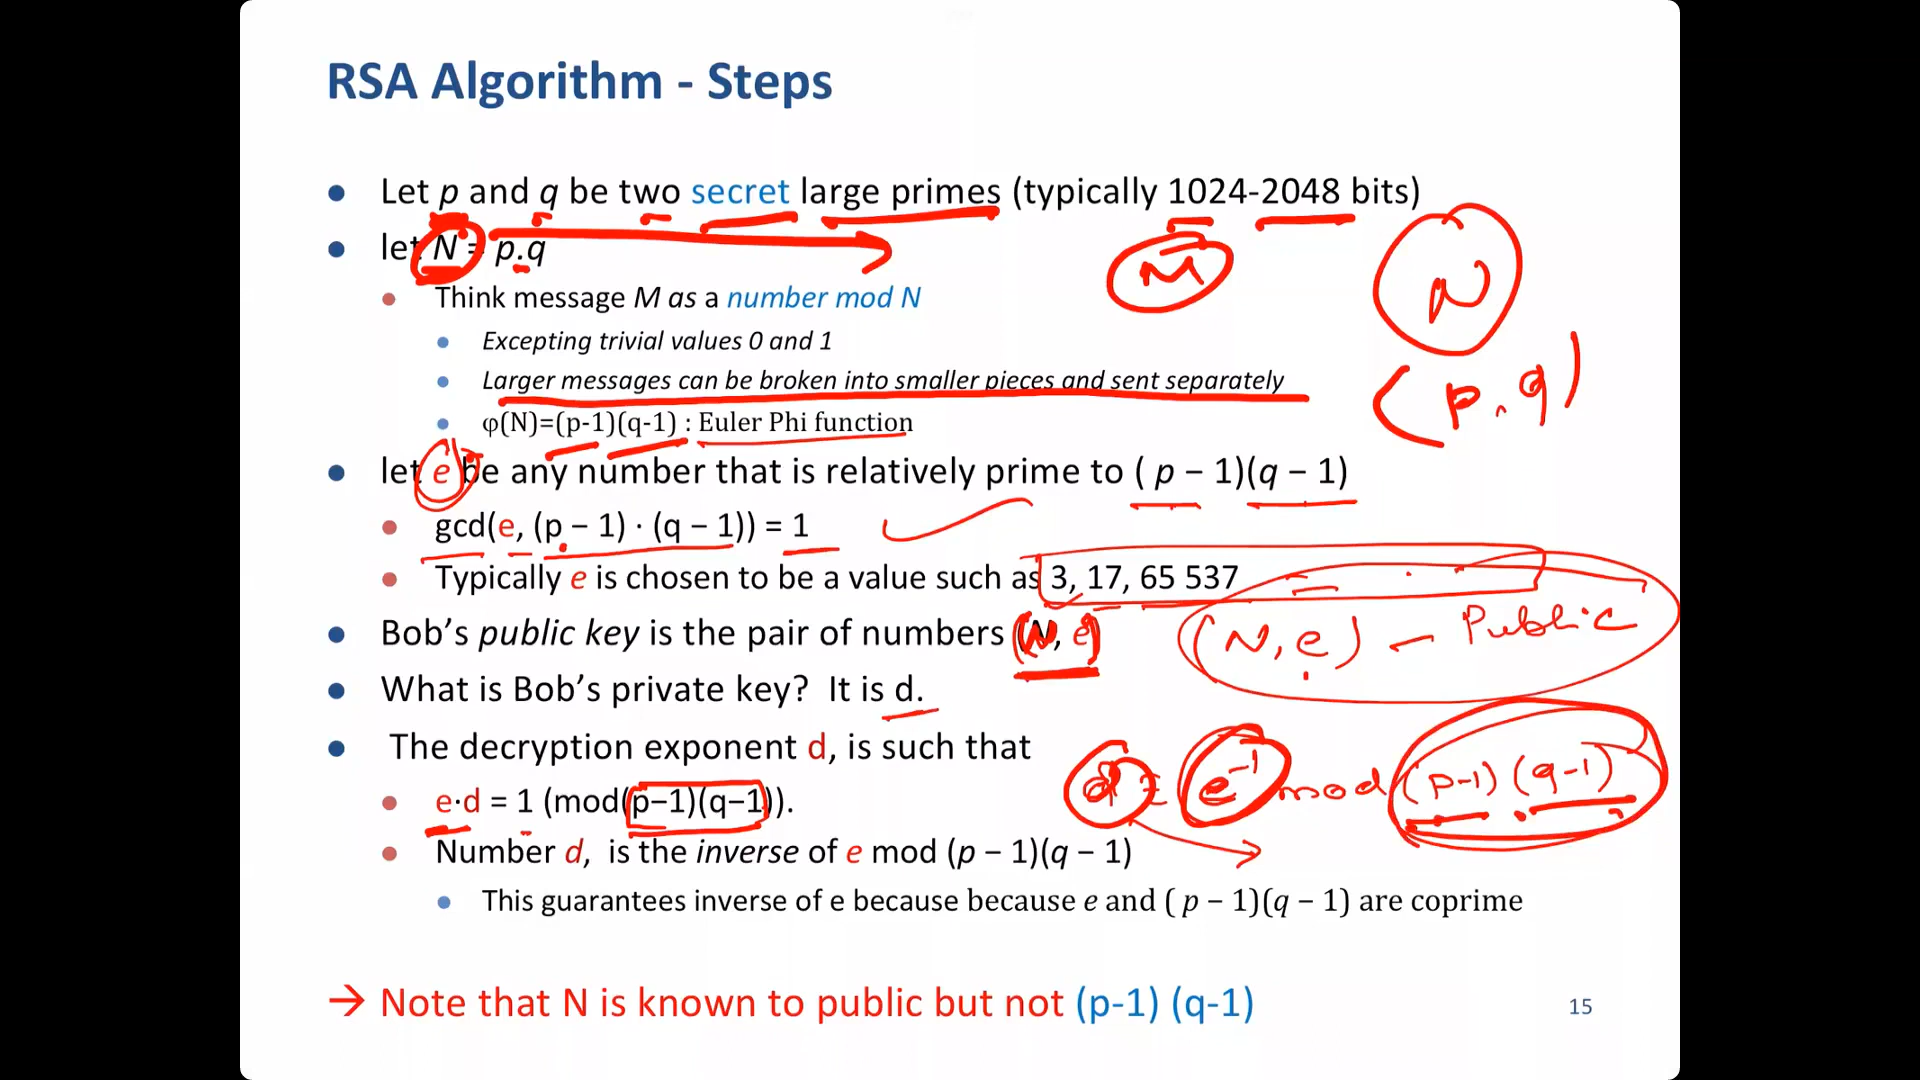 RSA Algorithm - Steps
Let p and q be two secret large primes (typically 1024-2048 bits)
let N = p.q
M
N
Think message M as a number mod N
Excepting trivial values 0 and 1
Larger messages can be broken into smaller pieces and sent separately
(p, q)
φ(N)=(p-1)(q-1) : Euler Phi function
let e be any number that is relatively prime to ( p − 1)(q − 1)
gcd(e, (p − 1) · (q − 1)) = 1
Typically e is chosen to be a value such as 3, 17, 65 537
Bob’s public key is the pair of numbers (N, e)
(N, e) – Public
What is Bob’s private key? It is d.
The decryption exponent d, is such that
d = e⁻¹ mod (p-1) (q-1)
e·d = 1 (mod(p−1)(q−1)).
Number d, is the inverse of e mod (p − 1)(q − 1)
This guarantees inverse of e because because e and ( p − 1)(q − 1) are coprime
→ Note that N is known to public but not (p-1) (q-1)
15